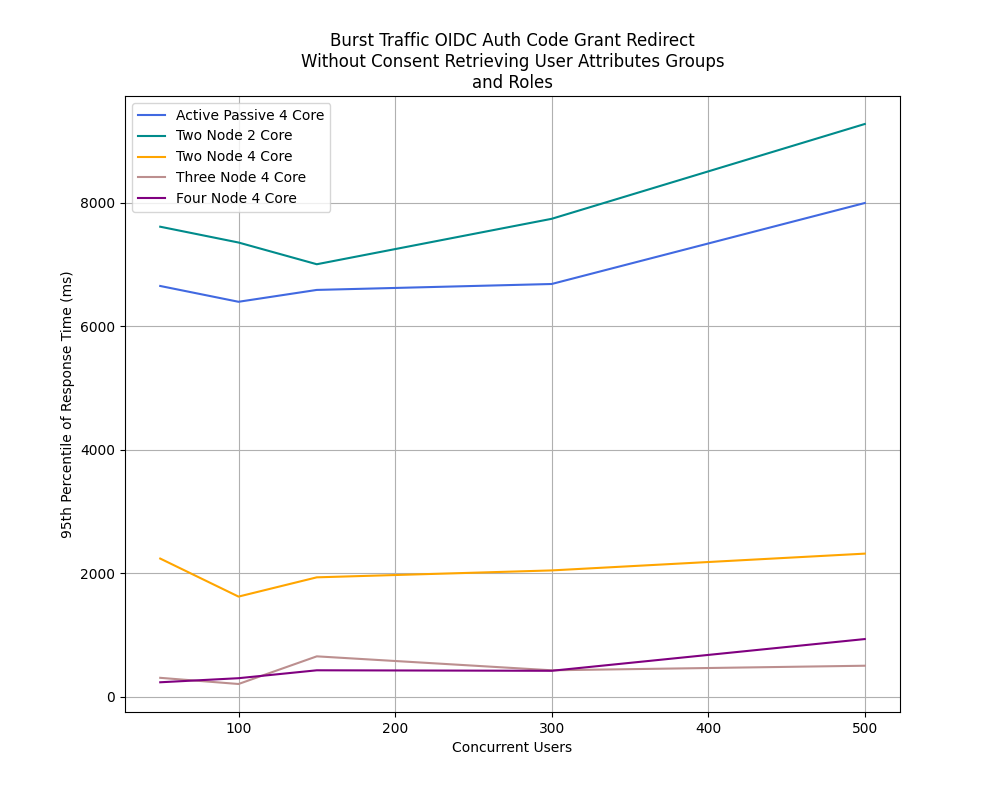 Burst Traffic OIDC Auth Code Grant Redirect
Without Consent Retrieving User Attributes Groups
and Roles
Active Passive 4 Core
Two Node 2 Core
Two Node 4 Core
Three Node 4 Core
Four Node 4 Core
95th Percentile of Response Time (ms)
8000
6000
4000
2000
0
100 200 300 400 500
Concurrent Users